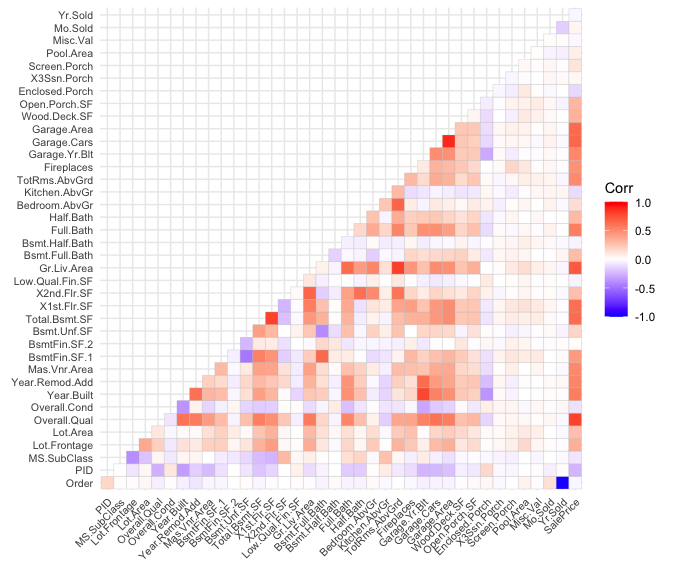 Yr.Sold
Mo.Sold
Misc.Val
Pool.Area
Screen.Porch
X3Ssn.Porch
Enclosed.Porch
Open.Porch.SF
Wood.Deck.SF
Garage.Area
Garage.Cars
Garage.Yr.Blt
Fireplaces
TotRms.AbvGrd
Kitchen.AbvGr
Bedroom.AbvGr
Half.Bath
Full.Bath
Bsmt.Half.Bath
Bsmt.Full.Bath
Gr.Liv.Area
Low.Qual.Fin.SF
X2nd.Flr.SF
X1st.Flr.SF
Total.Bsmt.SF
Bsmt.Unf.SF
BsmtFin.SF.2
BsmtFin.SF.1
Mas.Vnr.Area
Year.Remod.Add
Year.Built
Overall.Cond
Overall.Qual
Lot.Area
Lot.Frontage
MS.SubClass
PID
Order
PID
MS.SubClass
Lot.Frontage
Lot.Area
Overall.Qual
Overall.Cond
Year.Built
Year.Remod.Add
Mas.Vnr.Area
BsmtFin.SF.1
BsmtFin.SF.2
Bsmt.Unf.SF
Total.Bsmt.SF
X1st.Flr.SF
X2nd.Flr.SF
Low.Qual.Fin.SF
Gr.Liv.Area
Bsmt.Full.Bath
Bsmt.Half.Bath
Full.Bath
Half.Bath
Bedroom.AbvGr
Kitchen.AbvGr
TotRms.AbvGrd
Fireplaces
Garage.Yr.Blt
Garage.Cars
Garage.Area
Wood.Deck.SF
Open.Porch.SF
Enclosed.Porch
X3Ssn.Porch
Screen.Porch
Pool.Area
Misc.Val
Mo.Sold
Yr.Sold
SalePrice
Corr
1.0
0.5
0.0
-0.5
-1.0